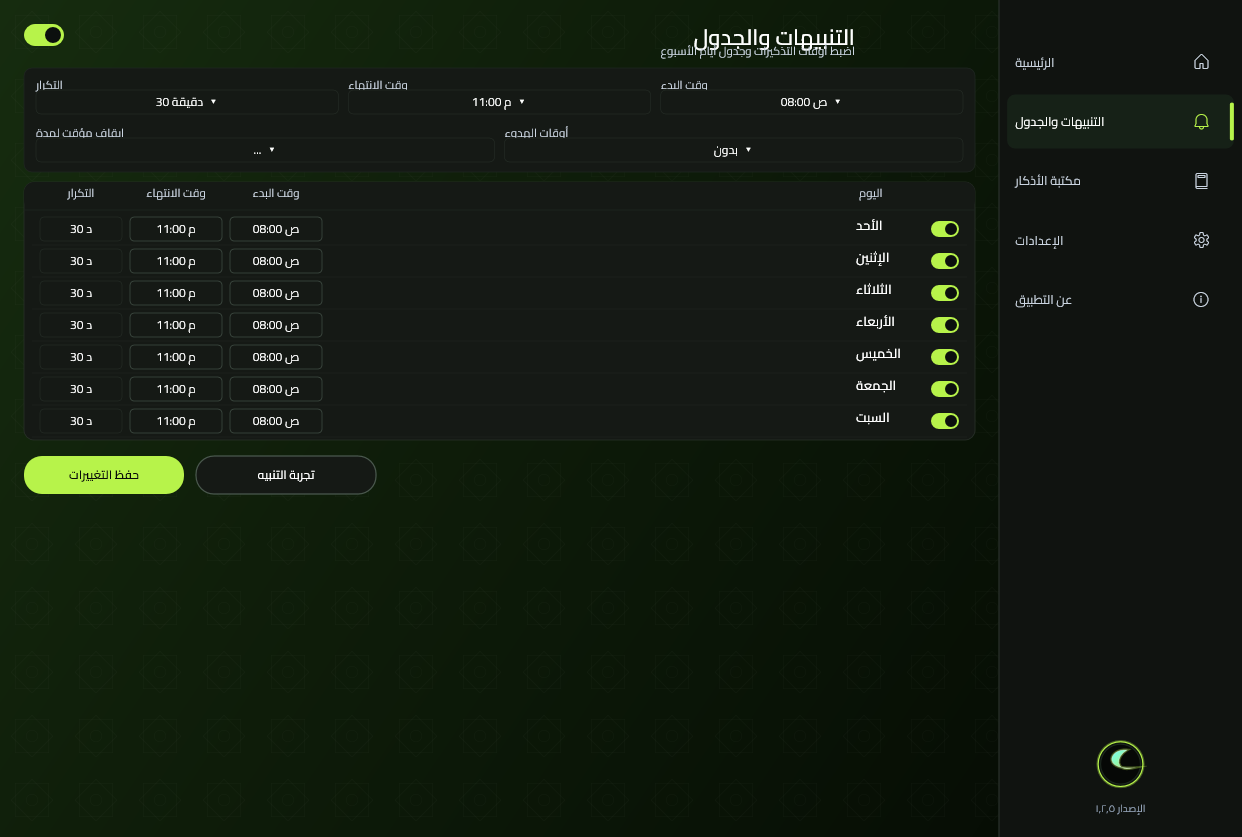 الرئيسية
التنبيهات والجدول
مكتبة الأذكار
الإعدادات
عن التطبيق
الإصدار ١,٢,٥
التنبيهات والجدول
اضبط أوقات التذكيرات وجدول أيام الأسبوع
وقت البدء
وقت الانتهاء
التكرار
08:00 ص
11:00 م
30 دقيقة
أوقات الهدوء
ايقاف مؤقت لمدة
بدون
...
اليوم وقت البدء وقت الانتهاء التكرار
الأحد 08:00 ص 11:00 م 30 د
الإثنين 08:00 ص 11:00 م 30 د
الثلاثاء 08:00 ص 11:00 م 30 د
الأربعاء 08:00 ص 11:00 م 30 د
الخميس 08:00 ص 11:00 م 30 د
الجمعة 08:00 ص 11:00 م 30 د
السبت 08:00 ص 11:00 م 30 د
تجربة التنبيه
حفظ التغييرات